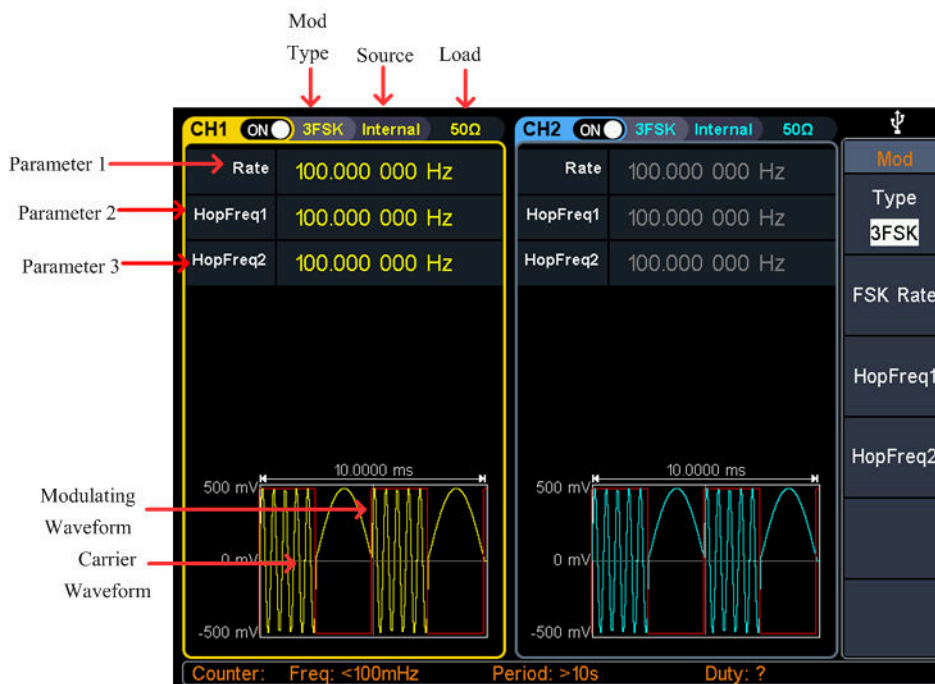 Mod
Type Source Load
CH1 ON 3FSK Internal 50Ω CH2 ON 3FSK Internal 50Ω
Mod
Parameter 1 Rate 100.000 000 Hz Rate 100.000 000 Hz
Type
3FSK
Parameter 2 HopFreq1 100.000 000 Hz HopFreq1 100.000 000 Hz
Parameter 3 HopFreq2 100.000 000 Hz HopFreq2 100.000 000 Hz
FSK Rate
HopFreq1
HopFreq2
10.0000 ms 10.0000 ms
Modulating
Waveform
Carrier
Waveform
500 mV 500 mV
0 mV 0 mV
-500 mV -500 mV
Counter: Freq: <100mHz Period: >10s Duty: ?